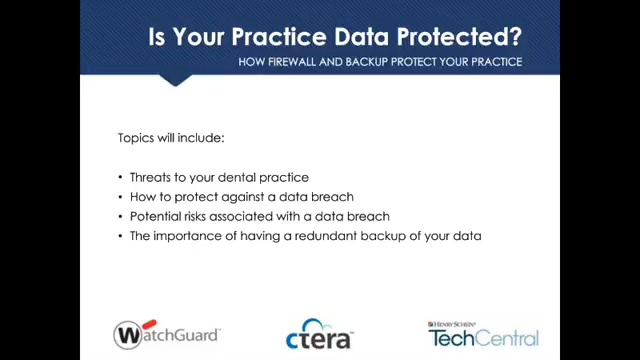 Is Your Practice Data Protected?
HOW FIREWALL AND BACKUP PROTECT YOUR PRACTICE
Topics will include:
• Threats to your dental practice
• How to protect against a data breach
• Potential risks associated with a data breach
• The importance of having a redundant backup of your data
WatchGuard
ctera
HENRY SCHEIN
TechCentral